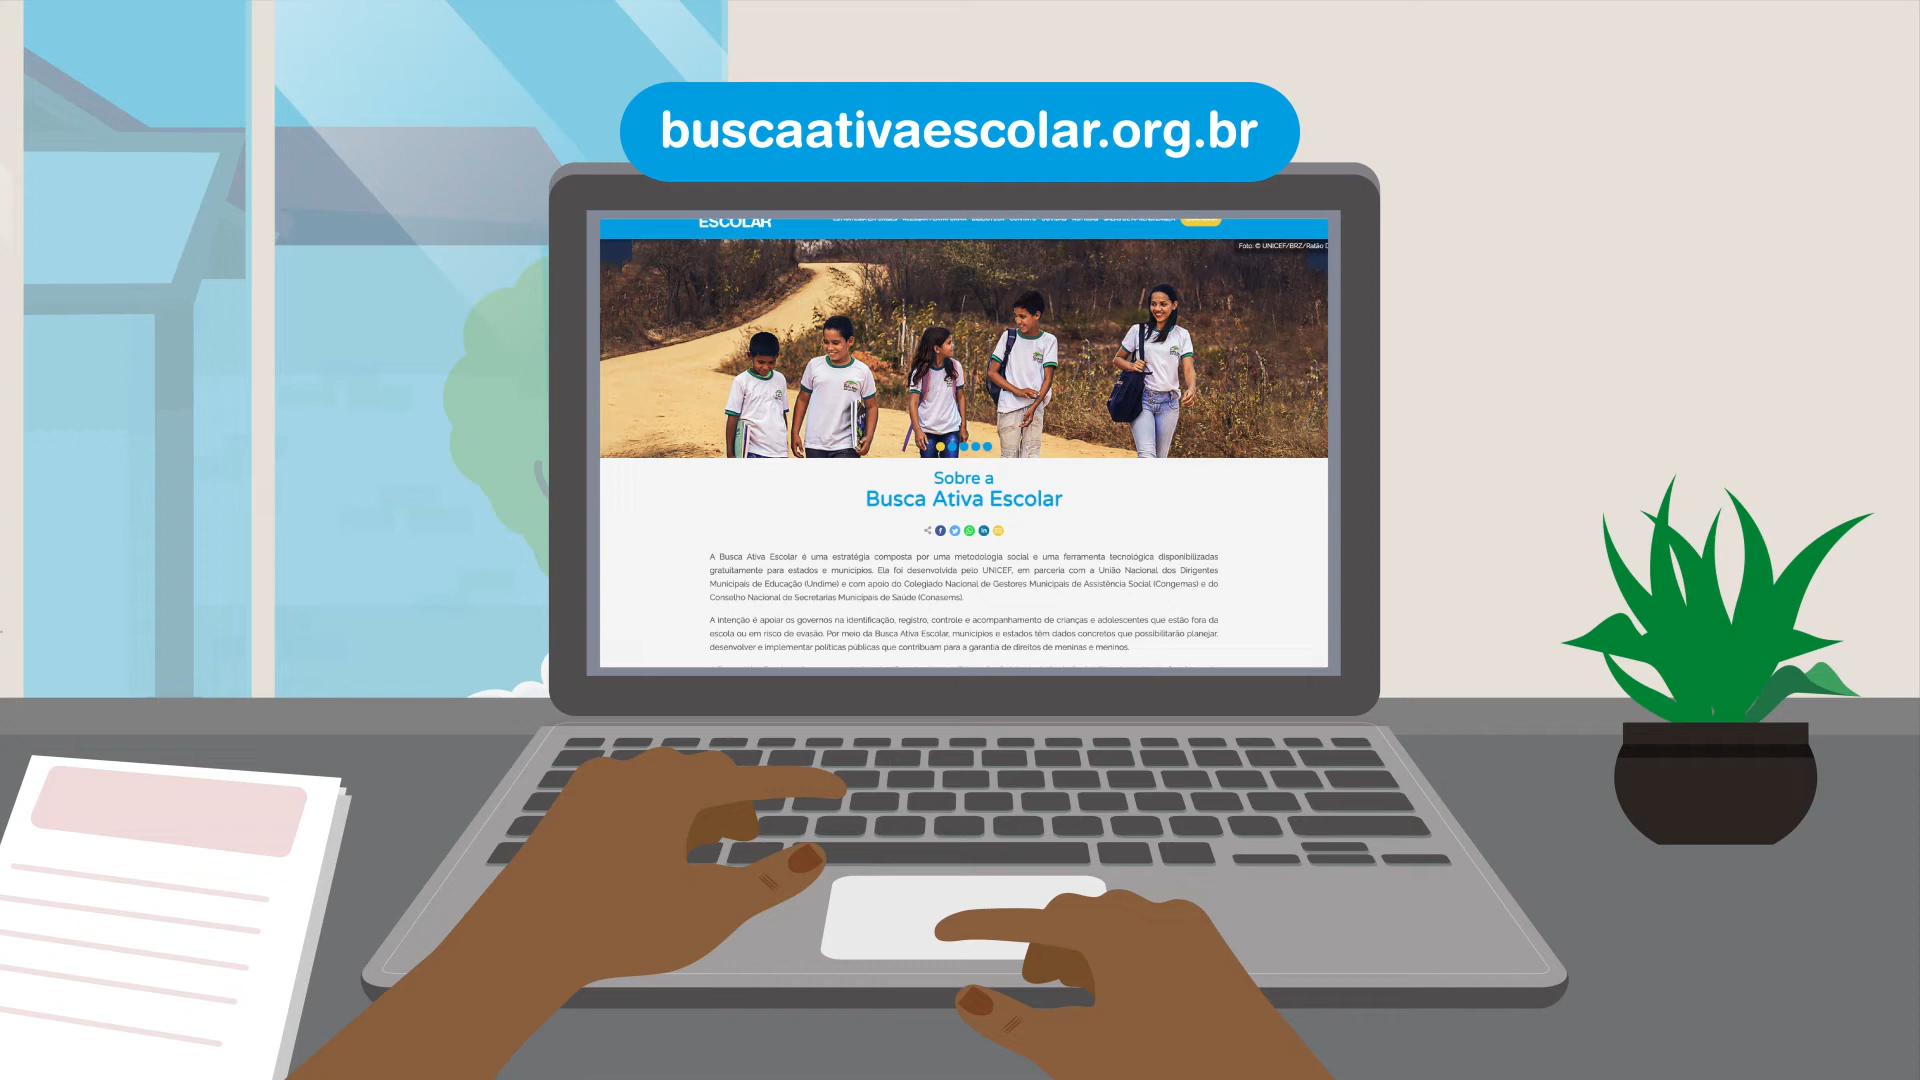 buscaativaescolar.org.br
ESCOLAR
Foto: © UNICEF/BRZ/Ratão D
Sobre a
Busca Ativa Escolar
A Busca Ativa Escolar é uma estratégia composta por uma metodologia social e uma ferramenta tecnológica disponibilizadas
gratuitamente para estados e municípios. Ela foi desenvolvida pelo UNICEF, em parceria com a União Nacional dos Dirigentes
Municipais de Educação (Undime) e com apoio do Colegiado Nacional de Gestores Municipais de Assistência Social (Congemas) e do
Conselho Nacional de Secretarias Municipais de Saúde (Conasems).
A intenção é apoiar os governos na identificação, registro, controle e acompanhamento de crianças e adolescentes que estão fora da
escola ou em risco de evasão. Por meio da Busca Ativa Escolar, municípios e estados têm dados concretos que possibilitarão planejar,
desenvolver e implementar políticas públicas que contribuam para a garantia de direitos de meninas e meninos.